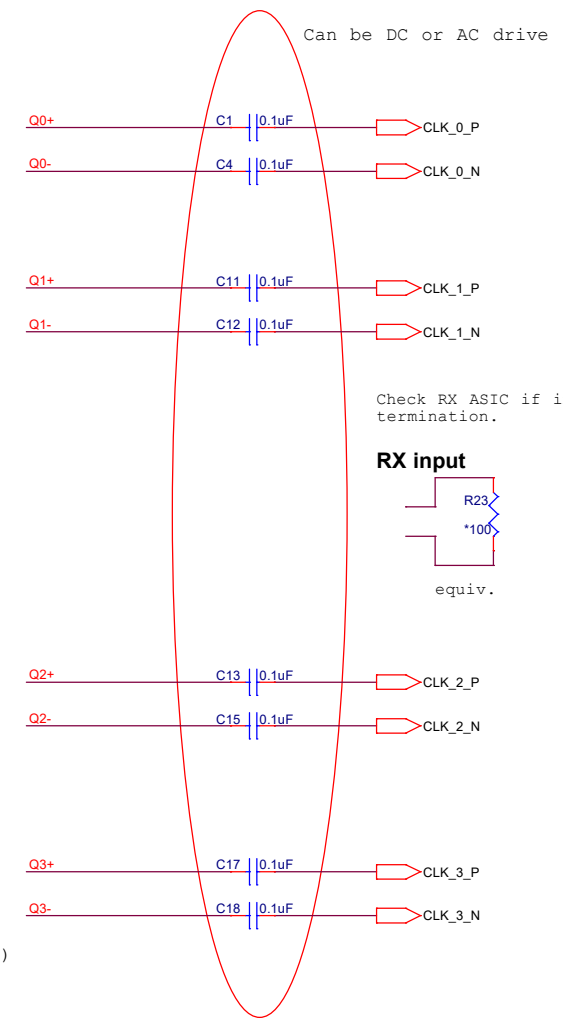 Can be DC or AC drive
Q0+ C1 0.1uF CLK_0_P
Q0- C4 0.1uF CLK_0_N
Q1+ C11 0.1uF CLK_1_P
Q1- C12 0.1uF CLK_1_N
Check RX ASIC if i
termination.
RX input
R23
*100
equiv.
Q2+ C13 0.1uF CLK_2_P
Q2- C15 0.1uF CLK_2_N
Q3+ C17 0.1uF CLK_3_P
Q3- C18 0.1uF CLK_3_N
)